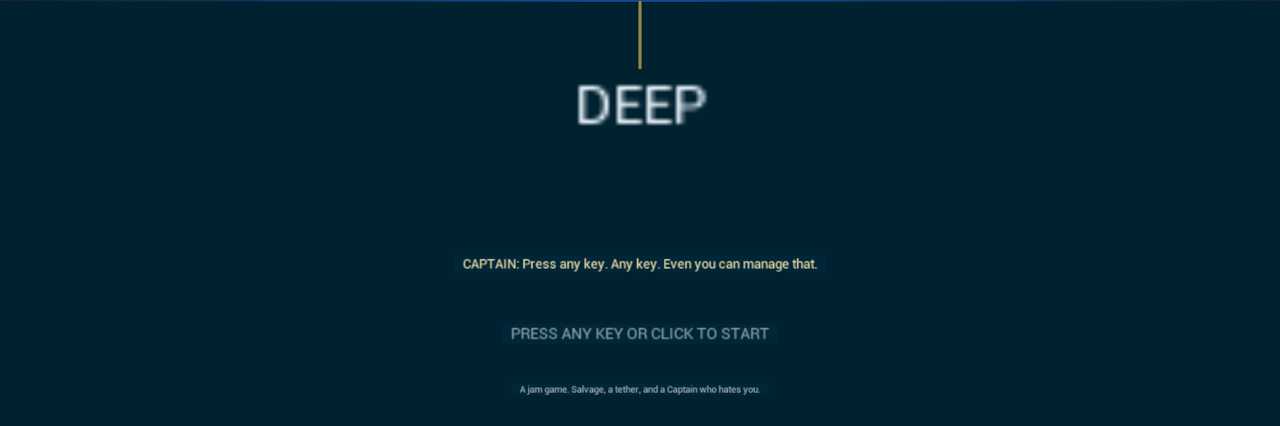 DEEP
CAPTAIN: Press any key. Any key. Even you can manage that.
PRESS ANY KEY OR CLICK TO START
A jam game. Salvage, a tether, and a Captain who hates you.